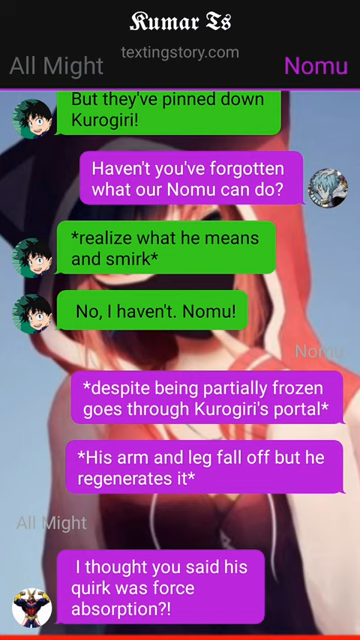 Kumar Ts
textingstory.com
All Might
Nomu
But they've pinned down
Kurogiri!
Haven't you've forgotten
what our Nomu can do?
*realize what he means
and smirk*
No, I haven't. Nomu!
Nomu
*despite being partially frozen
goes through Kurogiri's portal*
*His arm and leg fall off but he
regenerates it*
All Might
I thought you said his
quirk was force
absorption?!